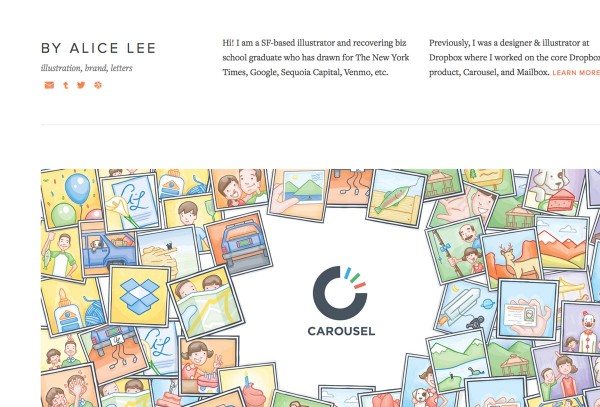 BY ALICE LEE
illustration, brand, letters
Hi! I am a SF-based illustrator and recovering biz
school graduate who has drawn for The New York
Times, Google, Sequoia Capital, Venmo, etc.
Previously, I was a designer & illustrator at
Dropbox where I worked on the core Dropbox
product, Carousel, and Mailbox. LEARN MORE
CAROUSEL